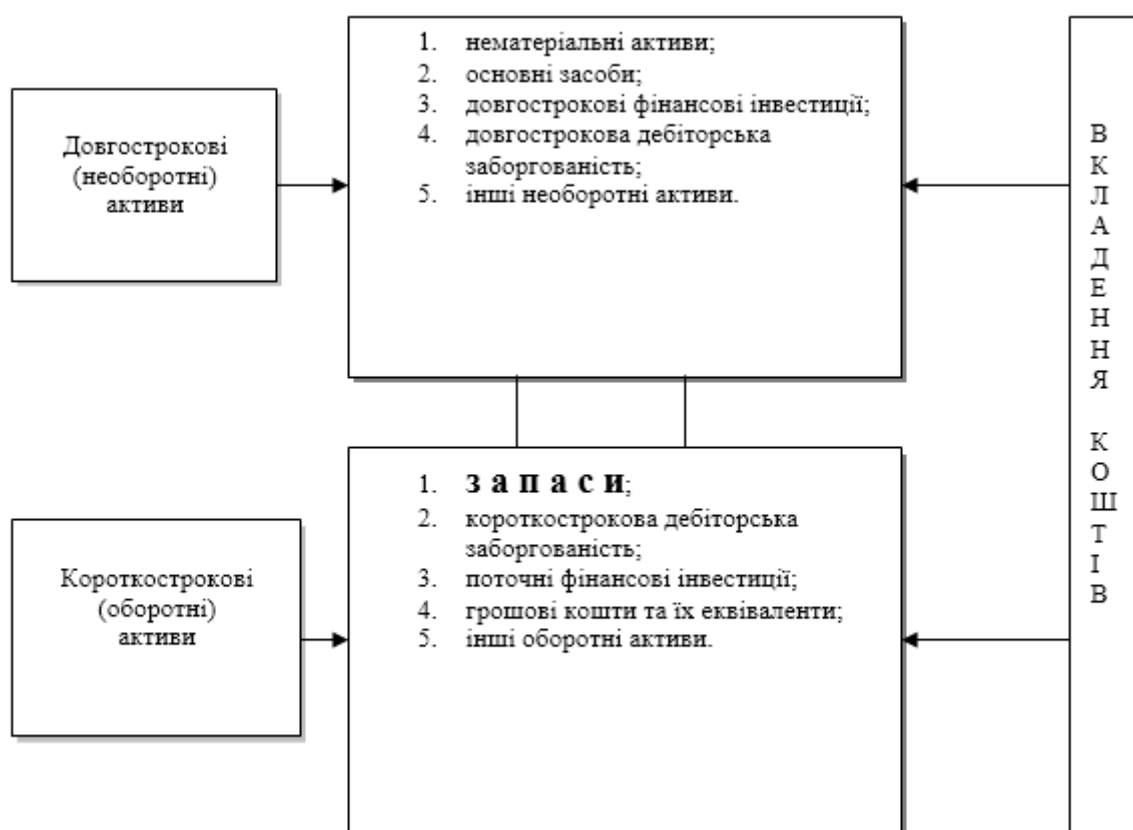 Довгострокові
(необоротні)
активи
1. нематеріальні активи;
2. основні засоби;
3. довгострокові фінансові інвестиції;
4. довгострокова дебіторська
заборгованість;
5. інші необоротні активи.
Короткострокові
(оборотні)
активи
1. з а п а с и;
2. короткострокова дебіторська
заборгованість;
3. поточні фінансові інвестиції;
4. грошові кошти та їх еквіваленти;
5. інші оборотні активи.
ВКЛАДЕННЯ КОШТІВ